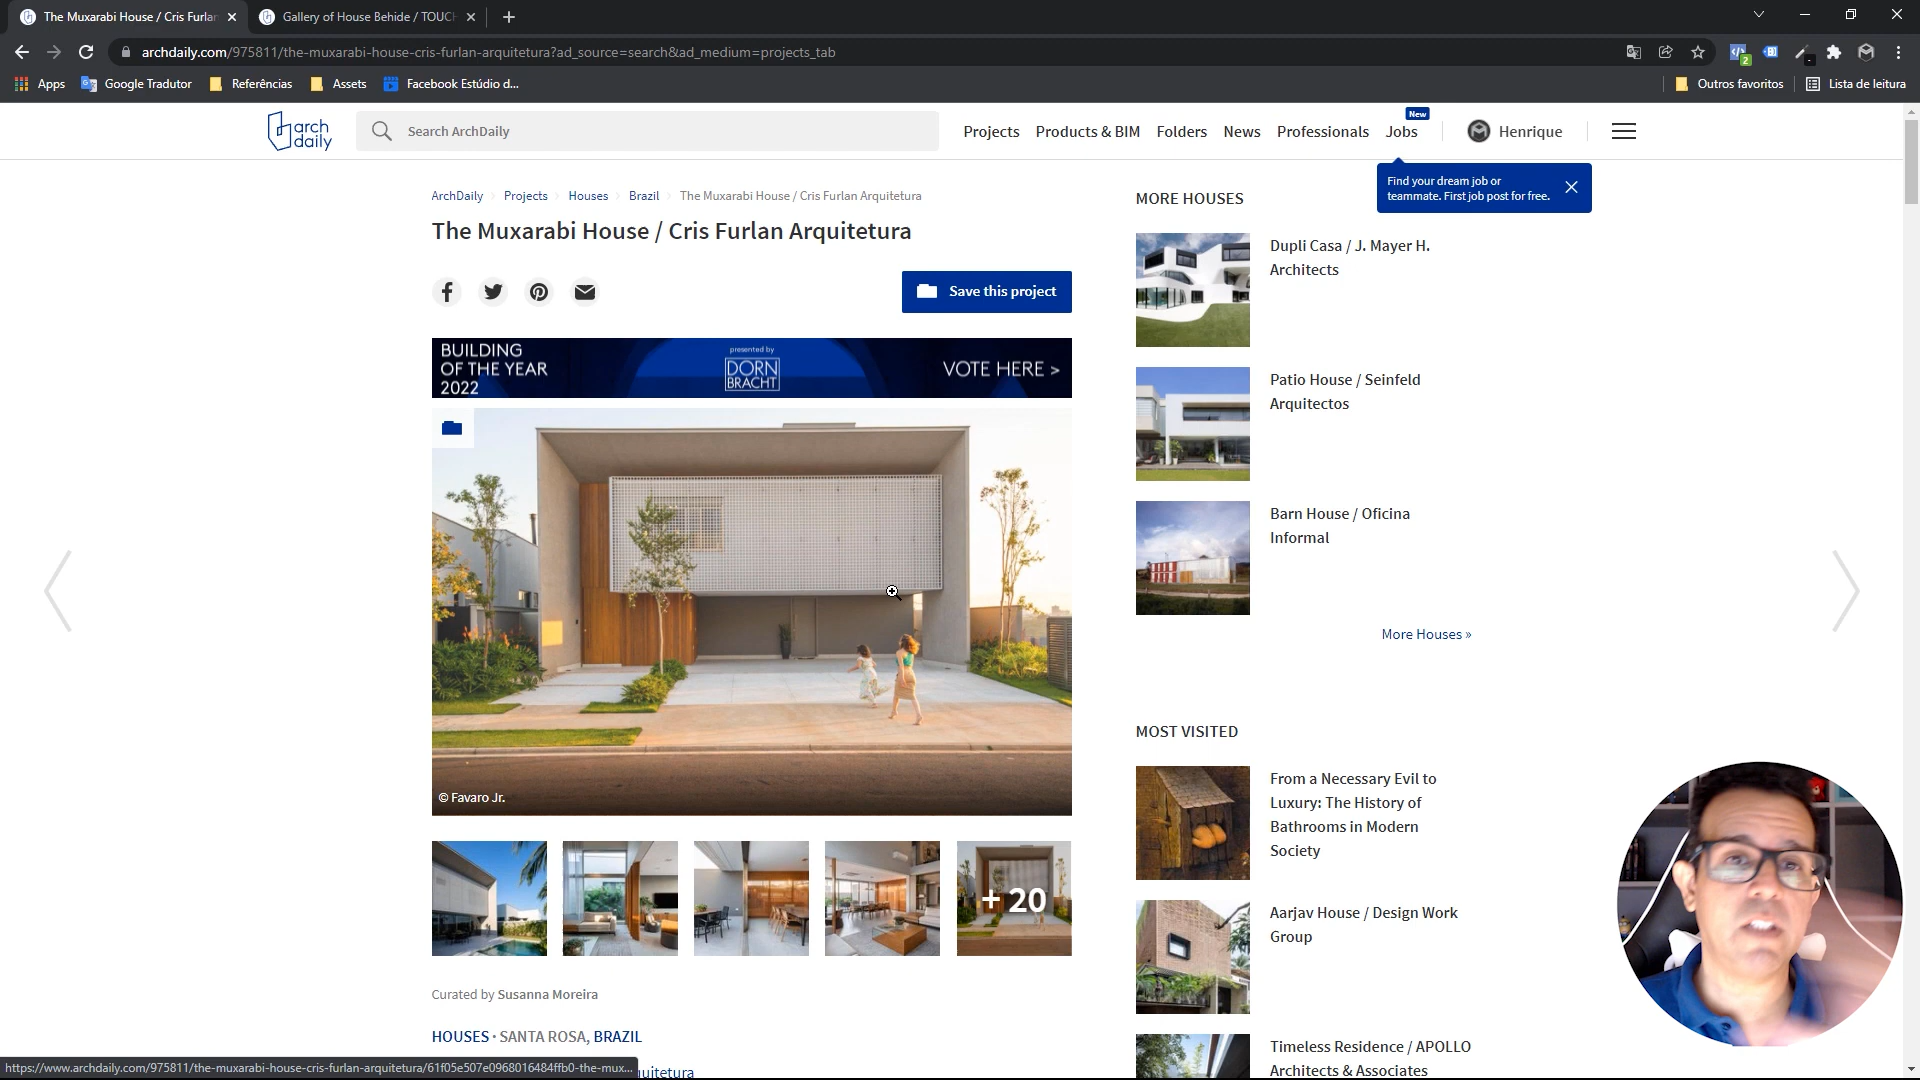 The Muxarabi House / Cris Furlan
Gallery of House Behide / TOUCH
archdaily.com/975811/the-muxarabi-house-cris-furlan-arquitetura?ad_source=search&ad_medium=projects_tab
2
Apps
Google Tradutor
Referências
Assets
Facebook Estúdio d...
Outros favoritos
Lista de leitura
arch
daily
Search ArchDaily
Projects
Products & BIM
Folders
News
Professionals
Jobs
New
Henrique
Find your dream job or
teammate. First job post for free.
ArchDaily
Projects
Houses
Brazil
The Muxarabi House / Cris Furlan Arquitetura
The Muxarabi House / Cris Furlan Arquitetura
Save this project
BUILDING
OF THE YEAR
2022
presented by
DORN
BRACHT
VOTE HERE >
© Favaro Jr.
+ 20
Curated by Susanna Moreira
HOUSES · SANTA ROSA, BRAZIL
quitetura
https://www.archdaily.com/975811/the-muxarabi-house-cris-furlan-arquitetura/61f05e507e0968016484ffb0-the-mux...
MORE HOUSES
Dupli Casa / J. Mayer H.
Architects
Patio House / Seinfeld
Arquitectos
Barn House / Oficina
Informal
More Houses »
MOST VISITED
From a Necessary Evil to
Luxury: The History of
Bathrooms in Modern
Society
Aarjav House / Design Work
Group
Timeless Residence / APOLLO
Architects & Associates